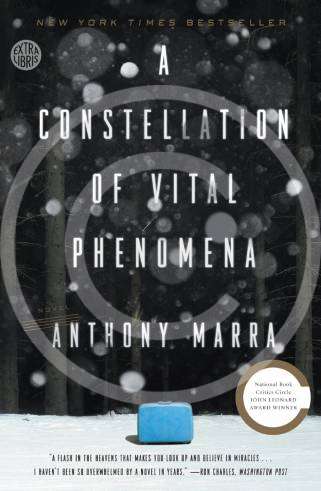 NEW YORK TIMES BESTSELLER
EXTRA
LIBRIS
A
CONSTELLATION
OF VITAL
PHENOMENA
A NOVEL
ANTHONY MARRA
National Book
Critics Circle
JOHN LEONARD
AWARD WINNER
"A FLASH IN THE HEAVENS THAT MAKES YOU LOOK UP AND BELIEVE IN MIRACLES . . .
I HAVEN'T BEEN SO OVERWHELMED BY A NOVEL IN YEARS." —RON CHARLES, WASHINGTON POST